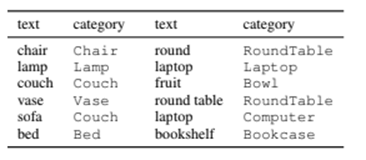 text category text category
chair Chair round RoundTable
lamp Lamp laptop Laptop
couch Couch fruit Bowl
vase Vase round table RoundTable
sofa Couch laptop Computer
bed Bed bookshelf Bookcase